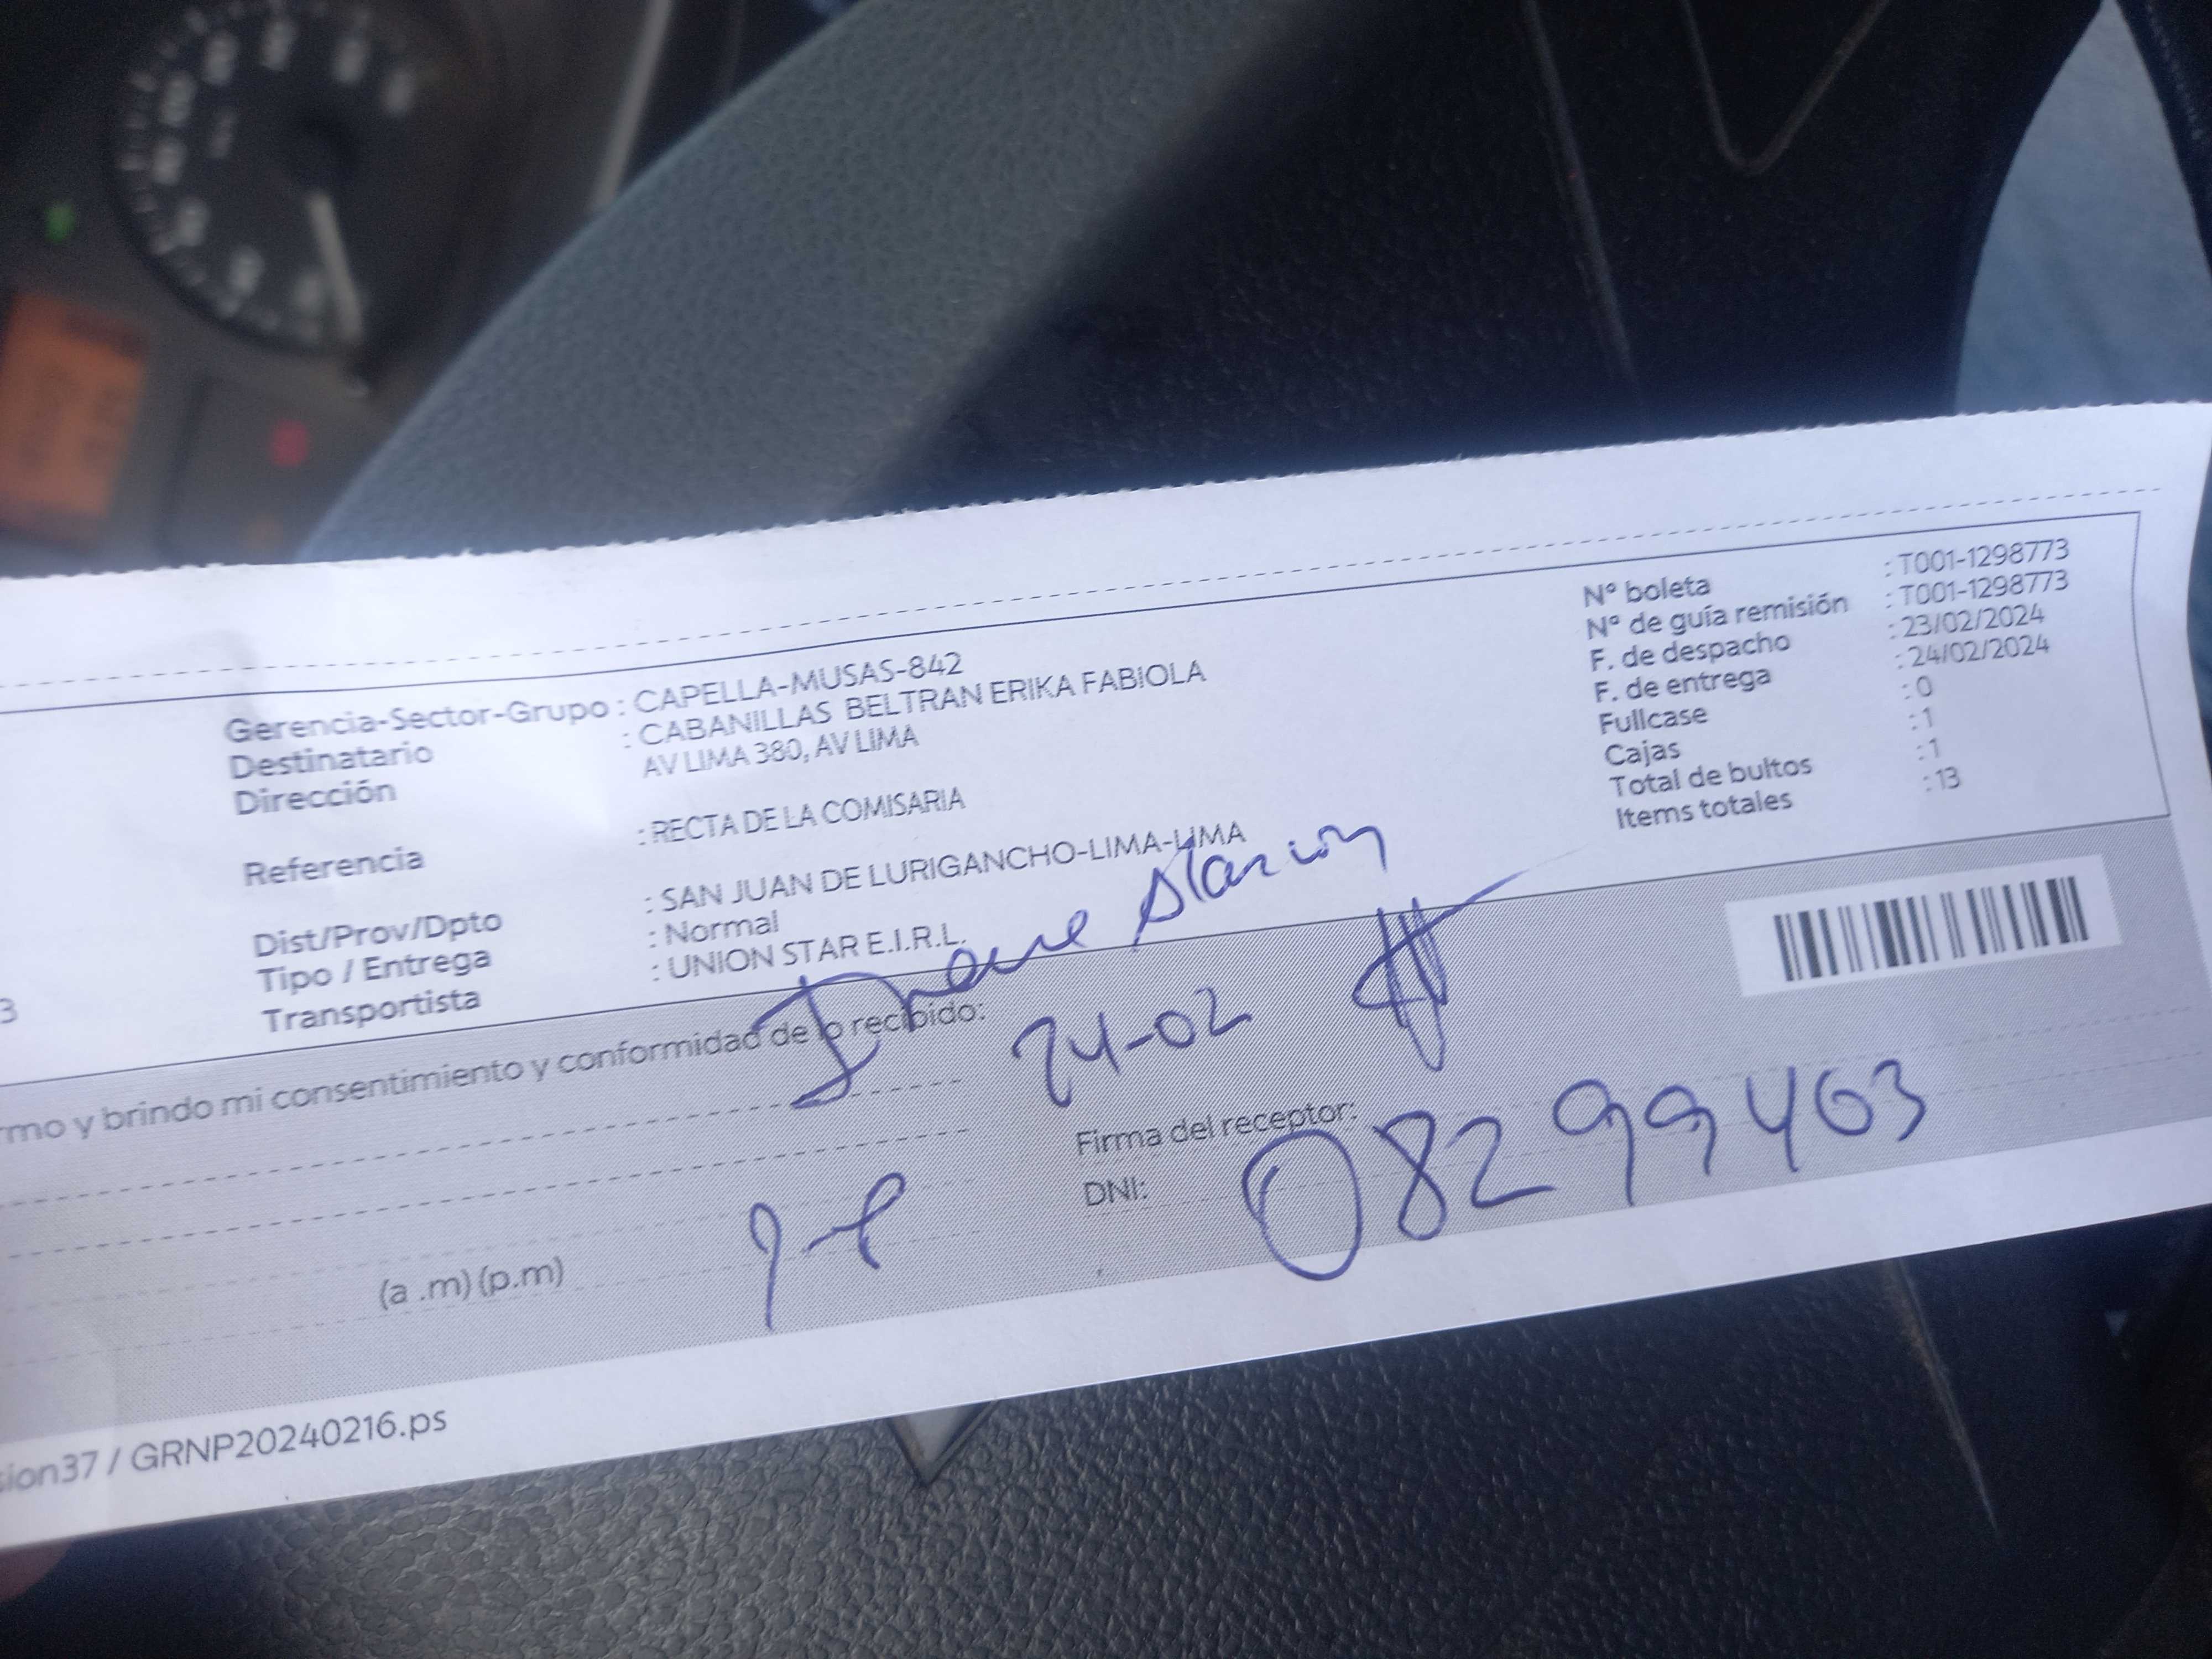 Gerencia-Sector-Grupo : CAPELLA-MUSAS-842
Destinatario : CABANILLAS BELTRAN ERIKA FABIOLA
Dirección AV LIMA 380, AV LIMA
Referencia : RECTA DE LA COMISARIA
Dist/Prov/Dpto : SAN JUAN DE LURIGANCHO-LIMA-LIMA
Tipo / Entrega : Normal
Transportista : UNION STAR E.I.R.L.
3
Nº boleta : T001-1298773
Nº de guía remisión : T001-1298773
F. de despacho : 23/02/2024
F. de entrega : 24/02/2024
Fullcase : 0
Cajas : 1
Total de bultos : 1
Items totales : 13
rmo y brindo mi consentimiento y conformidad de lo recibido:
24-02
Firma del receptor:
DNI: 08299463
(a .m) (p.m)
sion37 / GRNP20240216.ps